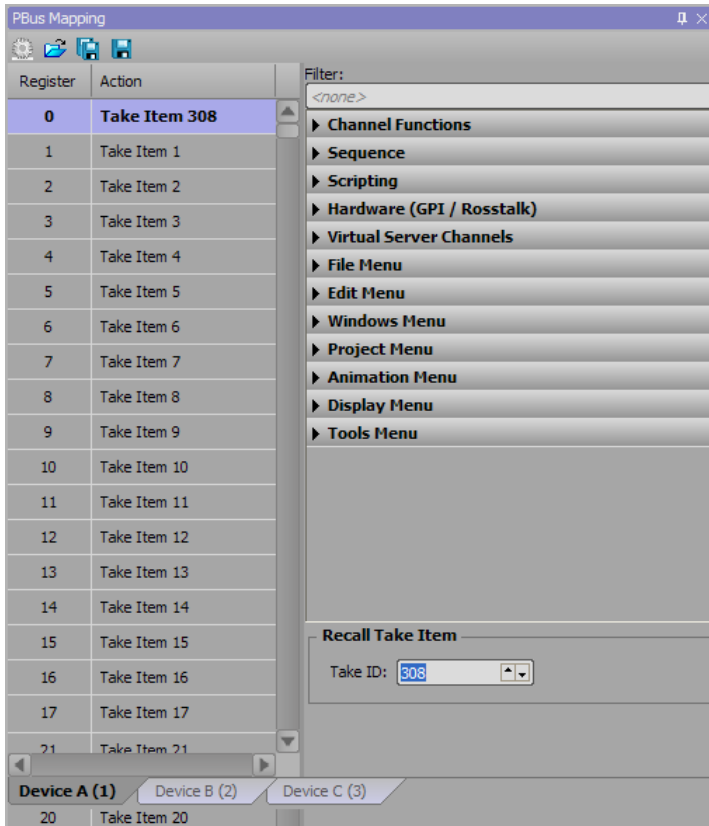 PBus Mapping
Register Action
0 Take Item 308
1 Take Item 1
2 Take Item 2
3 Take Item 3
4 Take Item 4
5 Take Item 5
6 Take Item 6
7 Take Item 7
8 Take Item 8
9 Take Item 9
10 Take Item 10
11 Take Item 11
12 Take Item 12
13 Take Item 13
14 Take Item 14
15 Take Item 15
16 Take Item 16
17 Take Item 17
21 Take Item 21
Filter:
<none>
Channel Functions
Sequence
Scripting
Hardware (GPI / Rosstalk)
Virtual Server Channels
File Menu
Edit Menu
Windows Menu
Project Menu
Animation Menu
Display Menu
Tools Menu
Recall Take Item
Take ID: 308
Device A (1) Device B (2) Device C (3)
20 Take Item 20